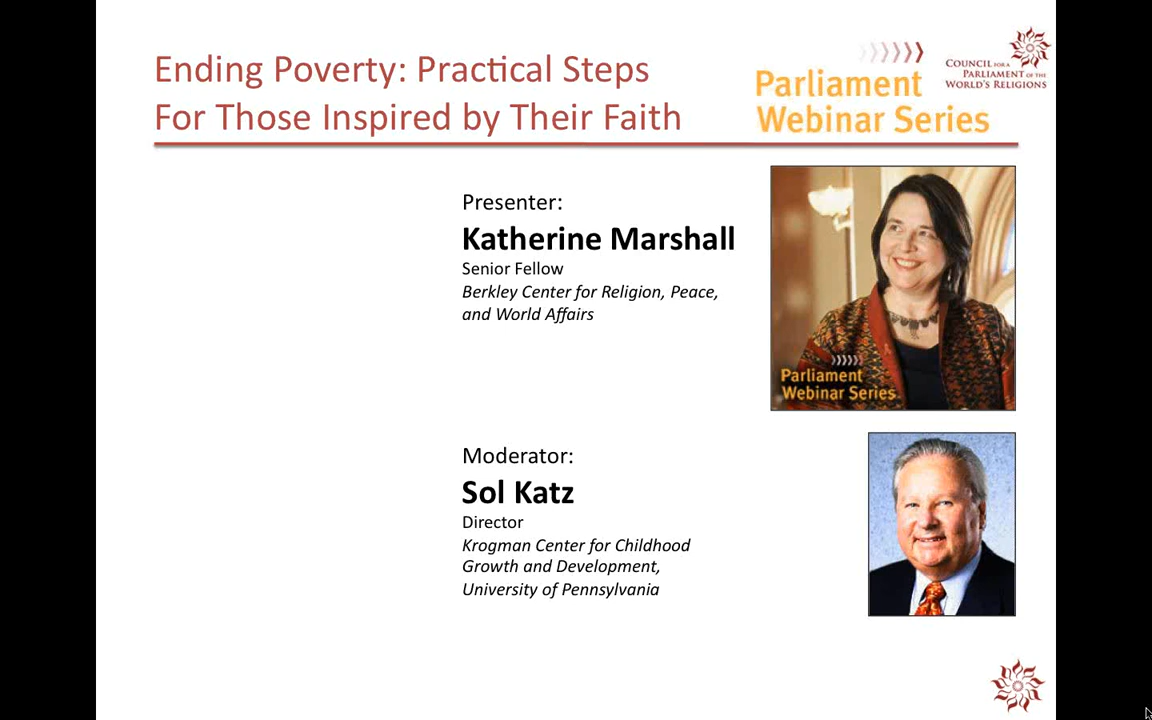 Ending Poverty: Practical Steps
For Those Inspired by Their Faith
Parliament
Webinar Series
COUNCIL FOR A
PARLIAMENT OF THE
WORLD'S RELIGIONS
Presenter:
Katherine Marshall
Senior Fellow
Berkley Center for Religion, Peace,
and World Affairs
Parliament
Webinar Series
Moderator:
Sol Katz
Director
Krogman Center for Childhood
Growth and Development,
University of Pennsylvania